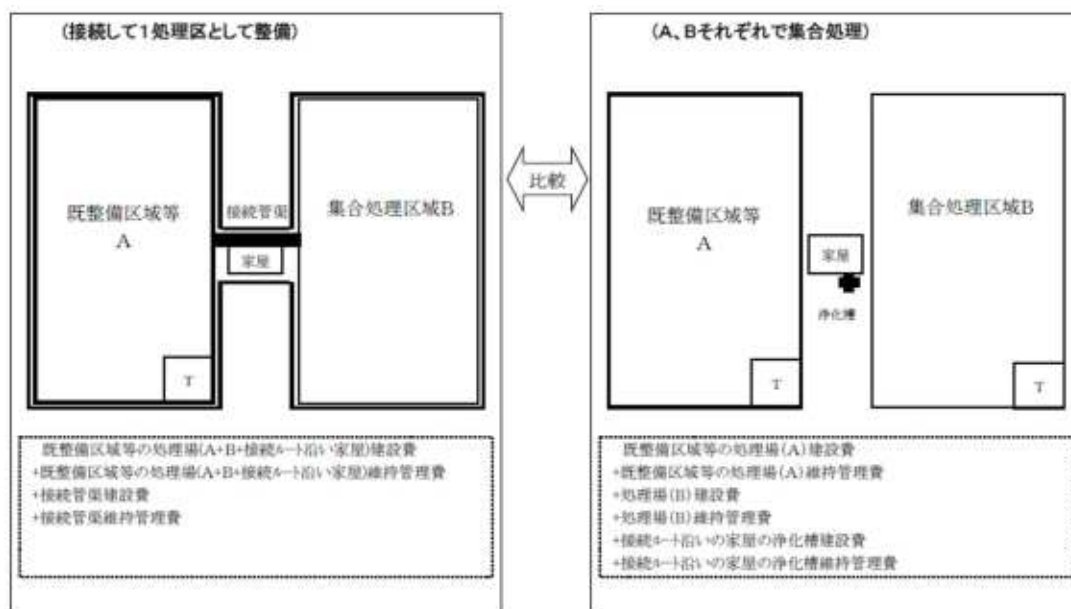 (接続して1処理区として整備)
既整備区域等
A
接続管渠
家屋
集合処理区域B
T
既整備区域等の処理場(A+B+接続ルート沿い家屋)建設費
+既整備区域等の処理場(A+B+接続ルート沿い家屋)維持管理費
+接続管渠建設費
+接続管渠維持管理費
比較
(A、Bそれぞれで集合処理)
既整備区域等
A
家屋
浄化槽
集合処理区域B
T
T
既整備区域等の処理場(A)建設費
+既整備区域等の処理場(A)維持管理費
+処理場(B)建設費
+処理場(B)維持管理費
+接続ルート沿いの家屋の浄化槽建設費
+接続ルート沿いの家屋の浄化槽維持管理費